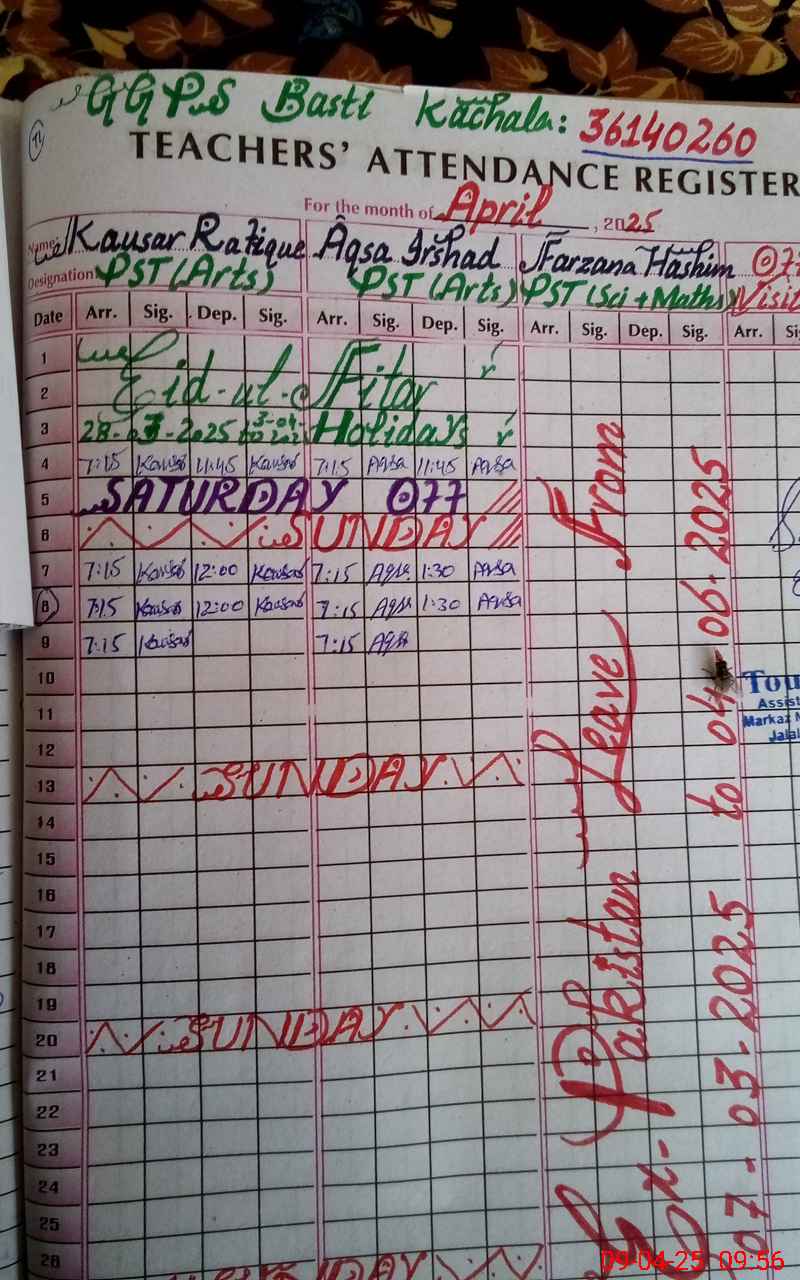 GGPS Basti Kachala: 36140260
TEACHERS' ATTENDANCE REGISTER
For the month of April, 2025
Name Kausar Rafique Aqsa Irshad Farzana Hashim
Designation PST (Arts) PST (Arts) PST (Sci + Maths) Visit
Date Arr. Sig. Dep. Sig. Arr. Sig. Dep. Sig. Arr. Sig. Dep. Sig. Arr.
1
2 Eid-ul-Fitar
3 28-03-2025 Holidays
4 7:15 Kausar 11:45 Kausar 7:15 Aqsa 11:45 Aqsa
5 SATURDAY
6 SUNDAY
7 7:15 Kausar 12:00 Kausar 7:15 Aqsa 1:30 Aqsa
8 7:15 Kausar 12:00 Kausar 7:15 Aqsa 1:30 Aqsa
9 7:15 Kausar 7:15 Aqsa
10
11
12
13 SUNDAY
14
15
16
17
18
19
20 SUNDAY
21
22
23
24
25
26 SUNDAY
Ex-Pakistan Leave From
07-03-2025 to 04-06-2025
Tou
Assist
Markaz
Jalal
09-04-25 09:56